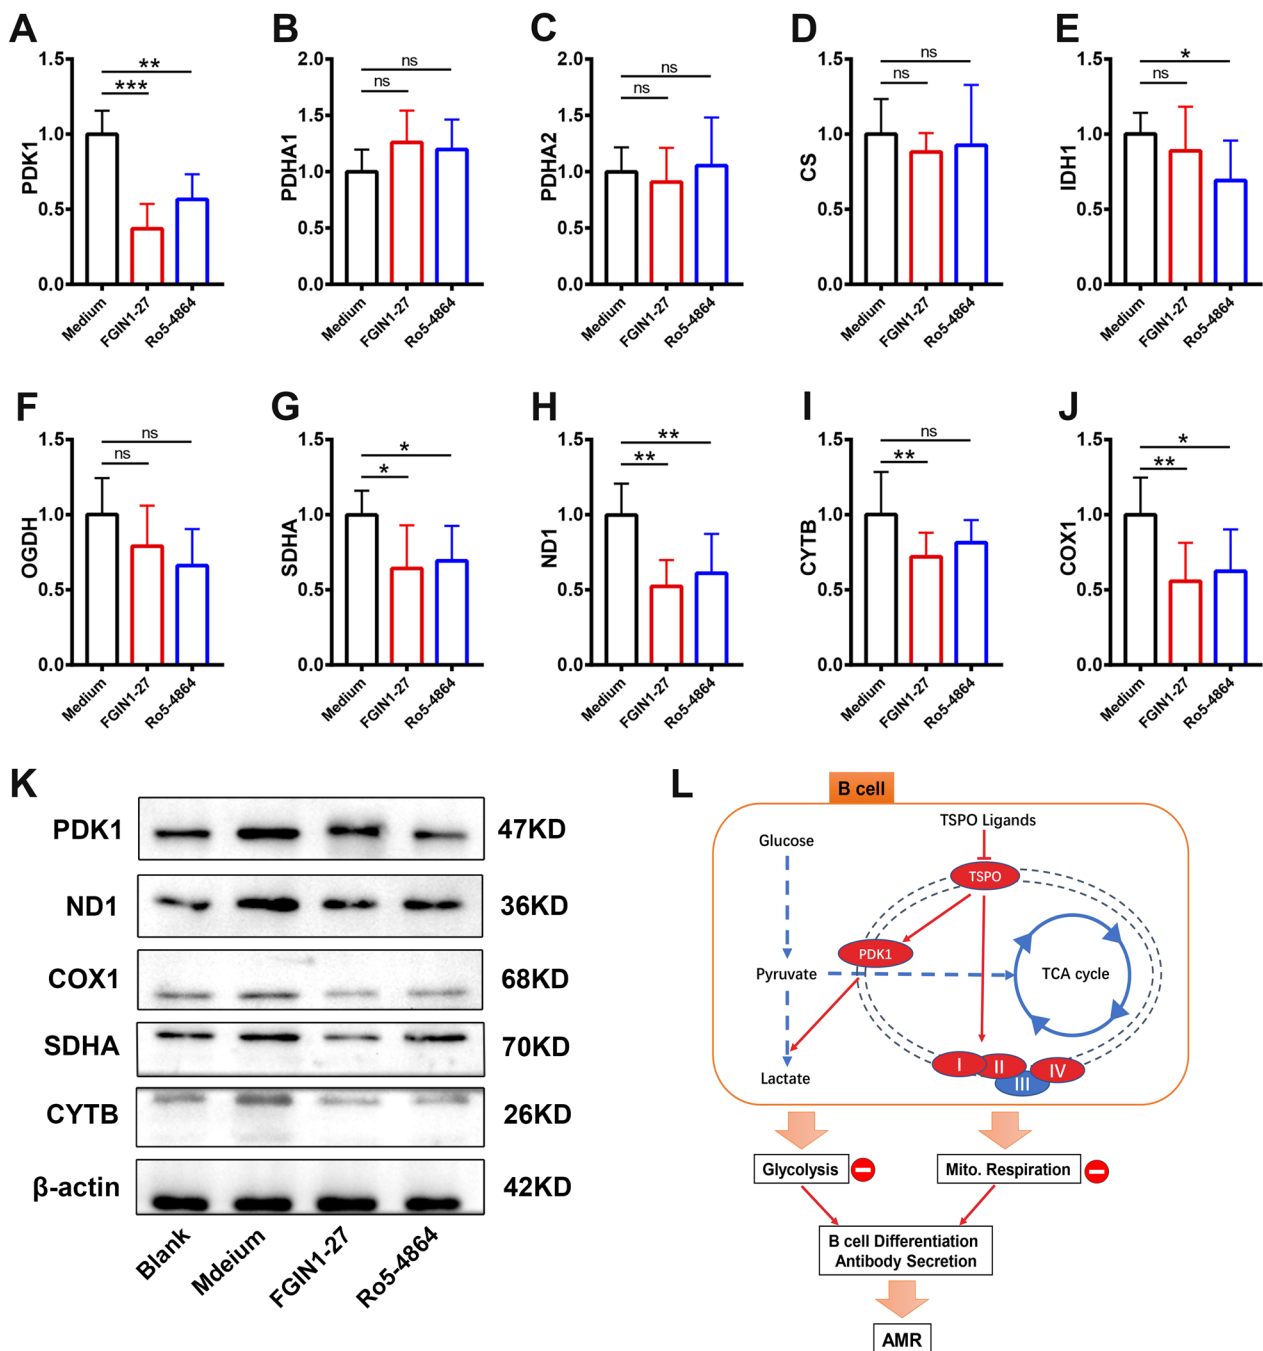 A
PDK1
1.5
1.0
0.5
0.0
**
***
Medium
FGIN1-27
Ro5-4864
B
PDHA1
2.0
1.5
1.0
0.5
0.0
ns
ns
Medium
FGIN1-27
Ro5-4864
C
PDHA2
2.0
1.5
1.0
0.5
0.0
ns
ns
Medium
FGIN1-27
Ro5-4864
D
CS
1.5
1.0
0.5
0.0
ns
ns
Medium
FGIN1-27
Ro5-4864
E
IDH1
1.5
1.0
0.5
0.0
*
ns
Medium
FGIN1-27
Ro5-4864
F
OGDH
1.5
1.0
0.5
0.0
ns
ns
Medium
FGIN1-27
Ro5-4864
G
SDHA
1.5
1.0
0.5
0.0
*
*
Medium
FGIN1-27
Ro5-4864
H
ND1
1.5
1.0
0.5
0.0
**
**
Medium
FGIN1-27
Ro5-4864
I
CYTB
1.5
1.0
0.5
0.0
ns
**
Medium
FGIN1-27
Ro5-4864
J
COX1
1.5
1.0
0.5
0.0
*
**
Medium
FGIN1-27
Ro5-4864
K
PDK1 47KD
ND1 36KD
COX1 68KD
SDHA 70KD
CYTB 26KD
β-actin 42KD
Blank
Mdeium
FGIN1-27
Ro5-4864
L
B cell
TSPO Ligands
Glucose
TSPO
PDK1
Pyruvate
TCA cycle
Lactate
I
II
III
IV
Glycolysis
Mito. Respiration
B cell Differentiation
Antibody Secretion
AMR